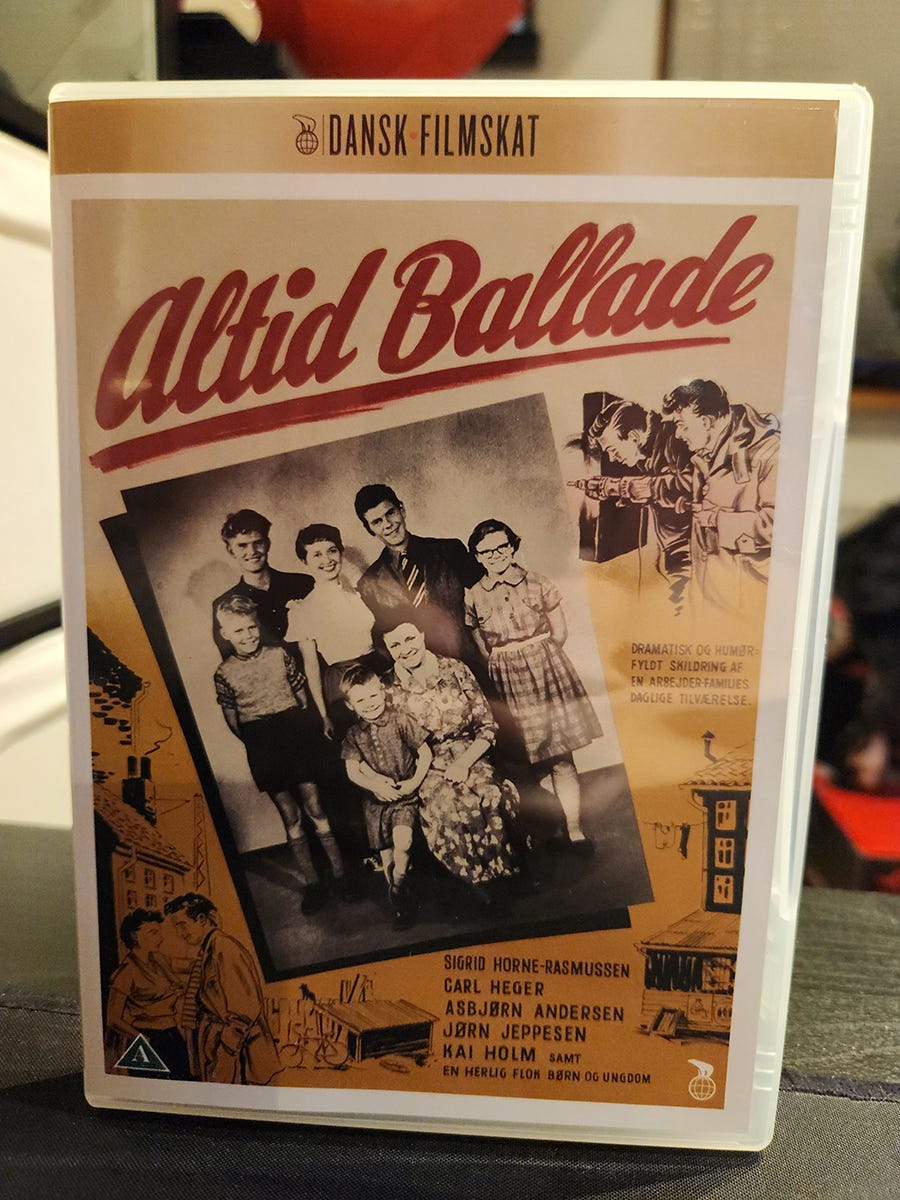 DANSK·FILMSKAT
Altid Ballade
DRAMATISK OG HUMØR-
FYLDT SKILDRING AF
EN ARBEJDER-FAMILIES
DAGLIGE TILVÆRELSE.
SIGRID HORNE-RASMUSSEN
CARL HEGER
ASBJØRN ANDERSEN
JØRN JEPPESEN
KAI HOLM SAMT
EN HERLIG FLOK BØRN OG UNGDOM
A